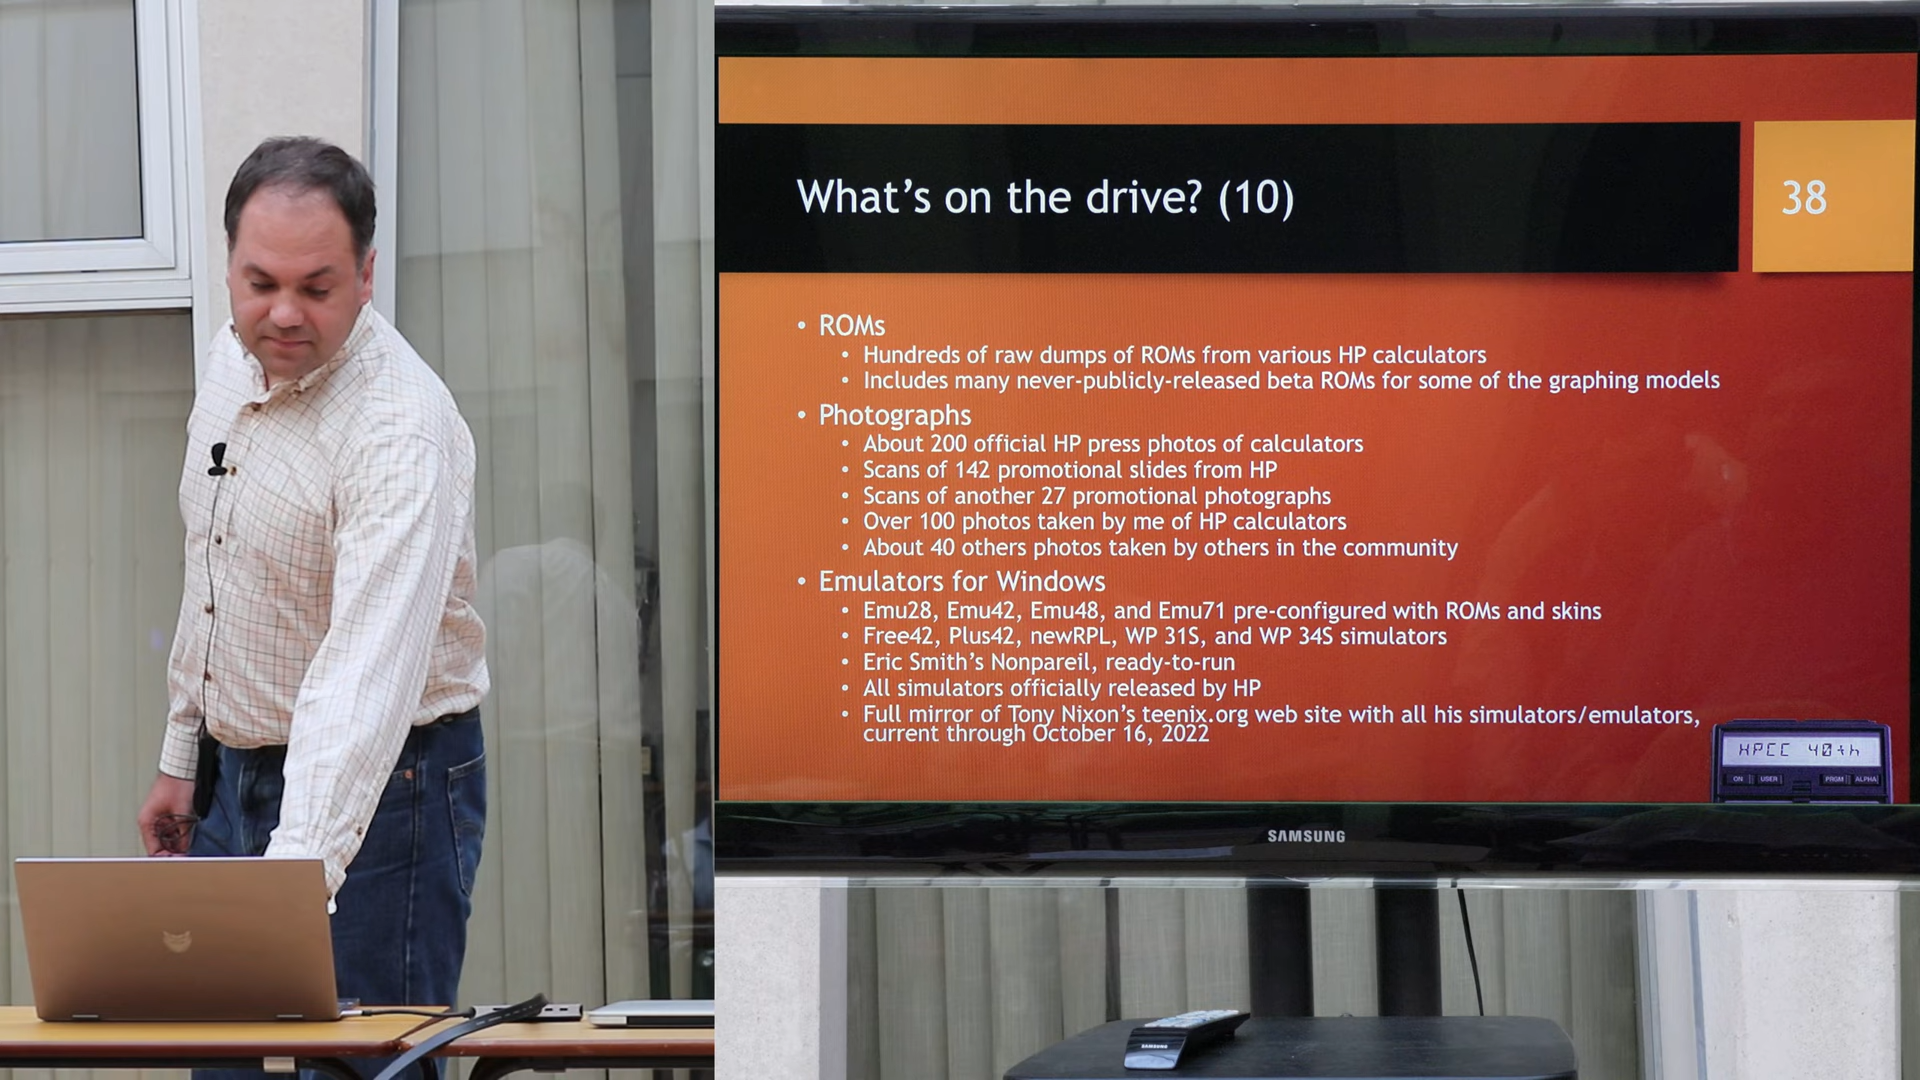 What's on the drive? (10)
38
• ROMs
• Hundreds of raw dumps of ROMs from various HP calculators
• Includes many never-publicly-released beta ROMs for some of the graphing models
• Photographs
• About 200 official HP press photos of calculators
• Scans of 142 promotional slides from HP
• Scans of another 27 promotional photographs
• Over 100 photos taken by me of HP calculators
• About 40 others photos taken by others in the community
• Emulators for Windows
• Emu28, Emu42, Emu48, and Emu71 pre-configured with ROMs and skins
• Free42, Plus42, newRPL, WP 31S, and WP 34S simulators
• Eric Smith's Nonpareil, ready-to-run
• All simulators officially released by HP
• Full mirror of Tony Nixon's teenix.org web site with all his simulators/emulators,
current through October 16, 2022
HPCC 40th
ON USER PRGM ALPHA
SAMSUNG
SAMSUNG